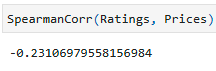 SpearmanCorr(Ratings, Prices)
-0.23106979558156984